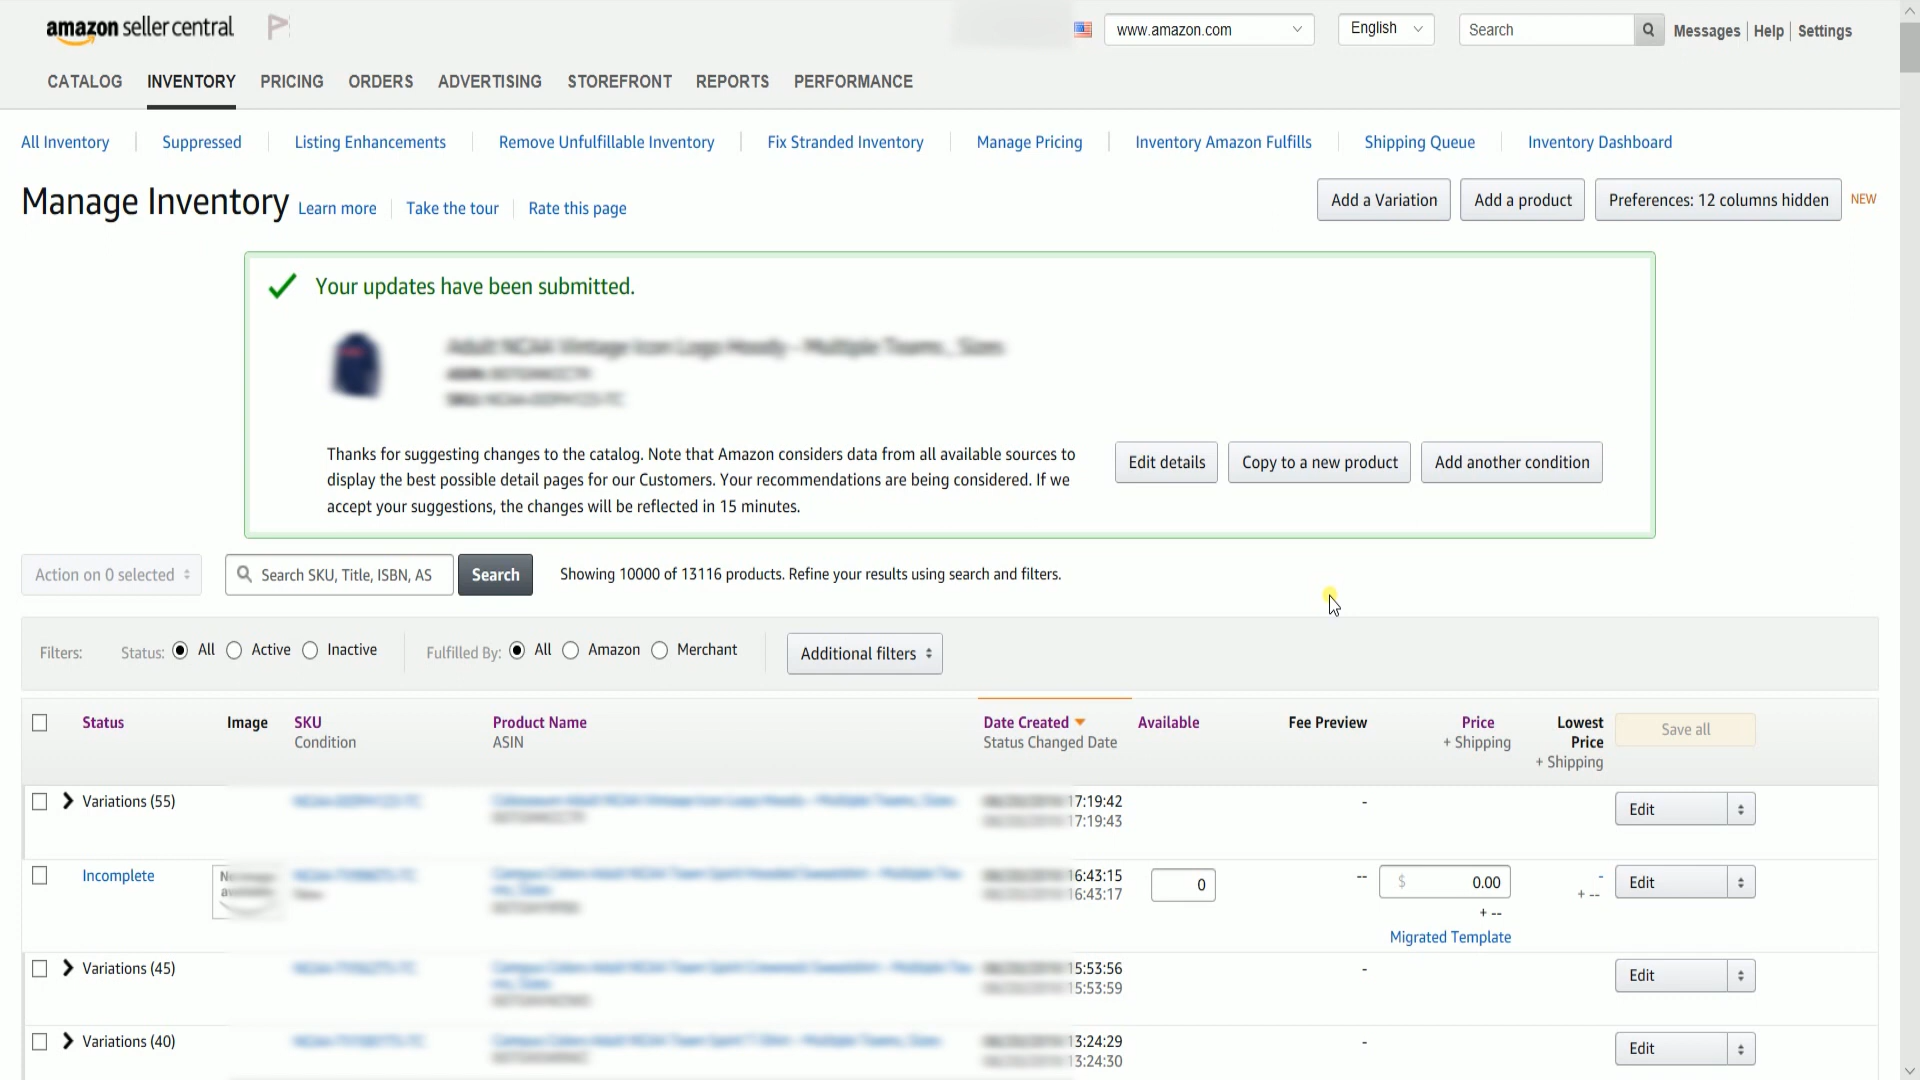 amazon seller central
www.amazon.com
English
Search
Messages | Help | Settings
CATALOG INVENTORY PRICING ORDERS ADVERTISING STOREFRONT REPORTS PERFORMANCE
All Inventory | Suppressed | Listing Enhancements | Remove Unfulfillable Inventory | Fix Stranded Inventory | Manage Pricing | Inventory Amazon Fulfills | Shipping Queue | Inventory Dashboard
Manage Inventory Learn more | Take the tour | Rate this page
Add a Variation Add a product Preferences: 12 columns hidden NEW
Your updates have been submitted.
Thanks for suggesting changes to the catalog. Note that Amazon considers data from all available sources to
display the best possible detail pages for our Customers. Your recommendations are being considered. If we
accept your suggestions, the changes will be reflected in 15 minutes.
Edit details Copy to a new product Add another condition
Action on 0 selected Search SKU, Title, ISBN, AS Search Showing 10000 of 13116 products. Refine your results using search and filters.
Filters: Status: All Active Inactive Fulfilled By: All Amazon Merchant Additional filters
Status Image SKU Product Name Date Created Available Fee Preview Price Lowest Save all
Condition ASIN Status Changed Date + Shipping Price
+ Shipping
Variations (55) 17:19:42 - Edit
17:19:43
Incomplete 16:43:15 0 -- $ 0.00 - Edit
16:43:17 + --
+ --
Migrated Template
Variations (45) 15:53:56 - Edit
15:53:59
Variations (40) 13:24:29 - Edit
13:24:30